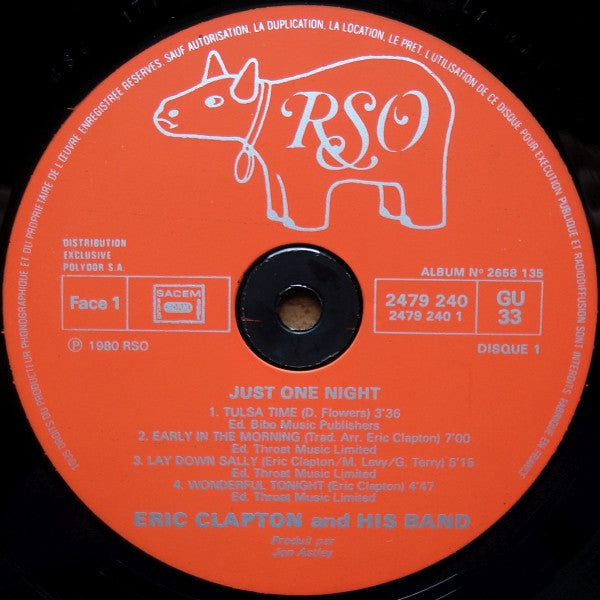 TOUS DROITS DU PRODUCTEUR PHONOGRAPHIQUE ET DU PROPRIETAIRE DE L'ŒUVRE ENREGISTREE RESERVES. SAUF AUTORISATION, LA DUPLICATION, LA LOCATION, LE PRET, L'UTILISATION DE CE DISQUE POUR EXECUTION PUBLIQUE ET RADIODIFFUSION SONT INTERDITS. FABRIQUE EN FRANCE
RSO
DISTRIBUTION
EXCLUSIVE
POLYDOR S.A.
ALBUM Nº 2658 135
Face 1
SACEM
2479 240
2479 240 1
GU
33
℗ 1980 RSO
DISQUE 1
JUST ONE NIGHT
1. TULSA TIME (D. Flowers) 3'36
Ed. Bibo Music Publishers
2. EARLY IN THE MORNING (Trad. Arr. Eric Clapton) 7'00
Ed. Throat Music Limited
3. LAY DOWN SALLY (Eric Clapton/M. Levy/G. Terry) 5'15
Ed. Throat Music Limited
4. WONDERFUL TONIGHT (Eric Clapton) 4'47
Ed. Throat Music Limited
ERIC CLAPTON and HIS BAND
Produit par
Jon Astley